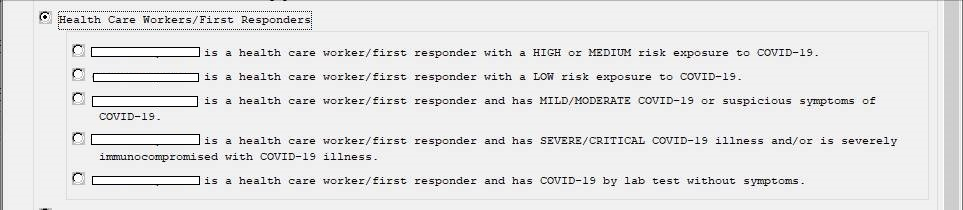 Health Care Workers/First Responders
is a health care worker/first responder with a HIGH or MEDIUM risk exposure to COVID-19.
is a health care worker/first responder with a LOW risk exposure to COVID-19.
is a health care worker/first responder and has MILD/MODERATE COVID-19 or suspicious symptoms of
COVID-19.
is a health care worker/first responder and has SEVERE/CRITICAL COVID-19 illness and/or is severely
immunocompromised with COVID-19 illness.
is a health care worker/first responder and has COVID-19 by lab test without symptoms.